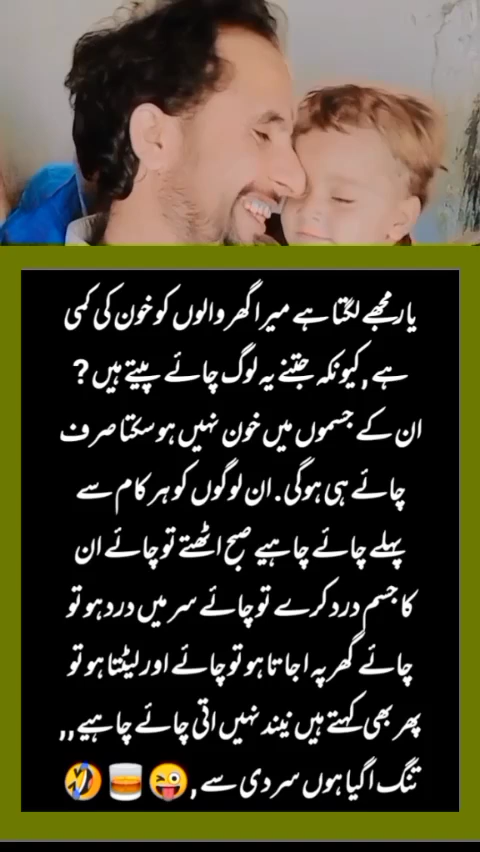 یار مجھے لگتا ہے میرا گھر والوں کو خون کی کمی
ہے , کیونکہ جتنے یہ لوگ چائے پیتے ہیں ?
ان کے جسموں میں خون نہیں ہو سکتا صرف
چائے ہی ہوگی . ان لوگوں کو ہر کام سے
پہلے چائے چاہیے صبح اٹھتے تو چائے ان
کا جسم درد کرے تو چائے سر میں درد ہو تو
چائے گھر پہ اجاتا ہو تو چائے اور لیٹتا ہو تو
پھر بھی کہتے ہیں نیند نہیں اتی چائے چاہیے ,,
تنگ اگیا ہوں سردی سے , 😜🥃🤣